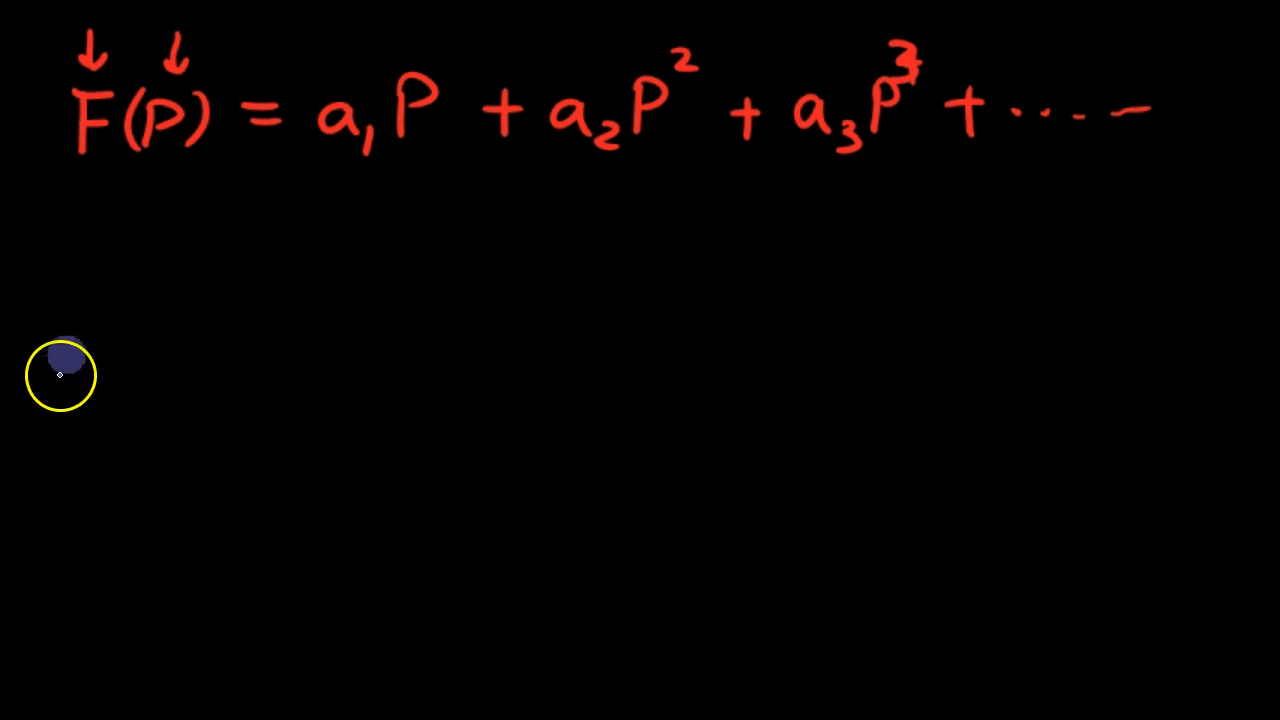 F(P) = a₁P + a₂P² + a₃P³ + ....